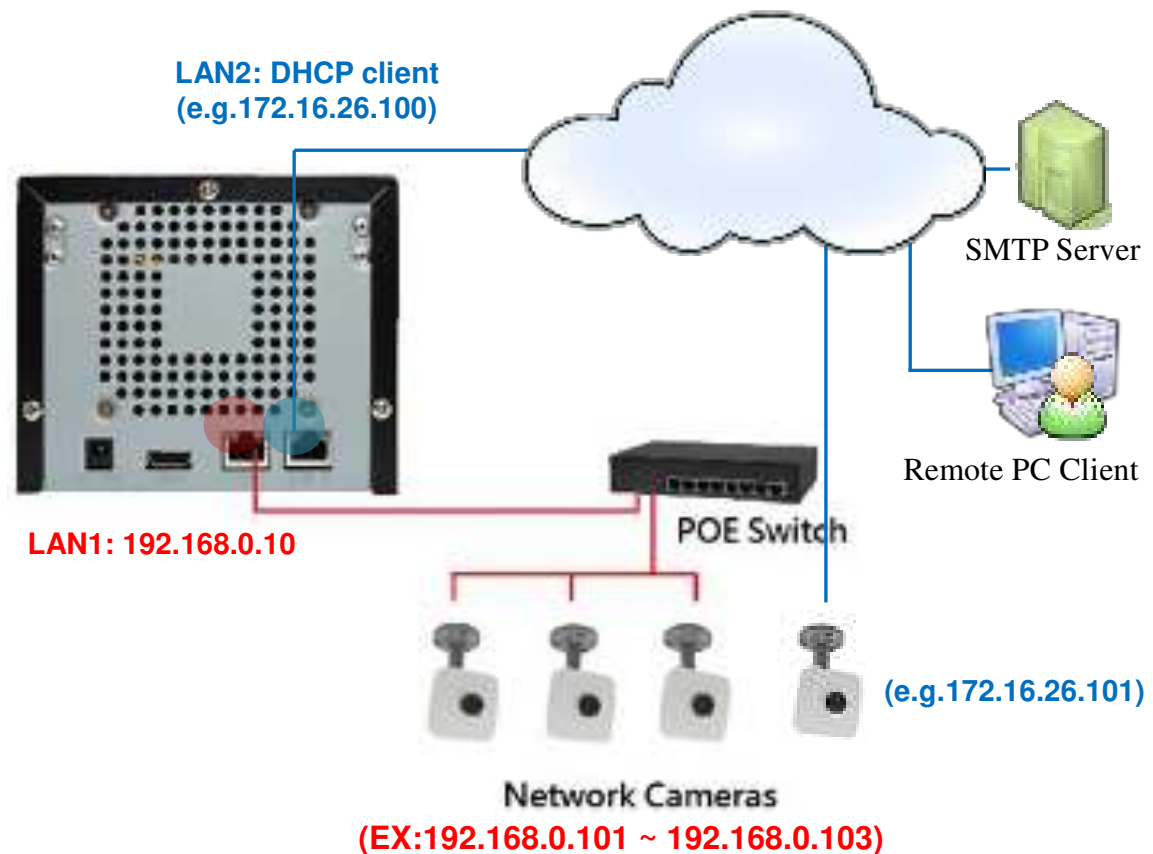 LAN2: DHCP client
(e.g.172.16.26.100)
SMTP Server
Remote PC Client
POE Switch
LAN1: 192.168.0.10
(e.g.172.16.26.101)
Network Cameras
(EX:192.168.0.101 ~ 192.168.0.103)